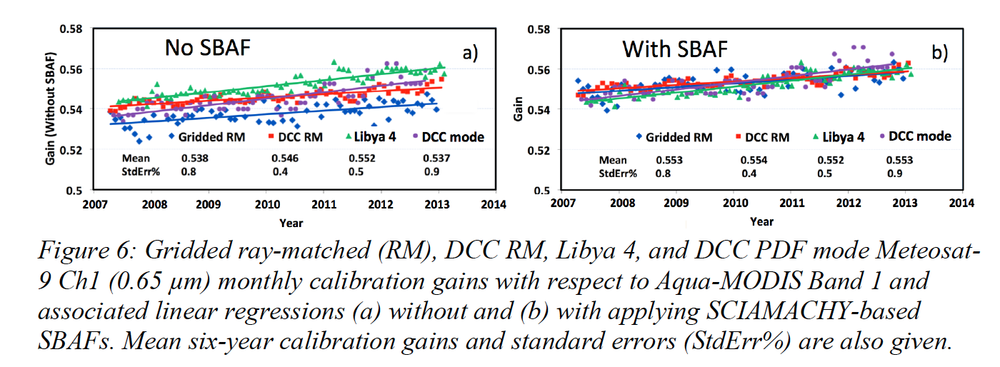 No SBAF
a)
Gain (Without SBAF)
0.58
0.56
0.54
0.52
0.5
Gridded RM DCC RM Libya 4 DCC mode
Mean 0.538 0.546 0.552 0.537
StdErr% 0.8 0.4 0.5 0.9
2007 2008 2009 2010 2011 2012 2013 2014
Year
With SBAF
b)
Gain
0.58
0.56
0.54
0.52
0.5
Gridded RM DCC RM Libya 4 DCC mode
Mean 0.553 0.554 0.552 0.553
StdErr% 0.8 0.4 0.5 0.9
2007 2008 2009 2010 2011 2012 2013 2014
Year
Figure 6: Gridded ray-matched (RM), DCC RM, Libya 4, and DCC PDF mode Meteosat-
9 Ch1 (0.65 µm) monthly calibration gains with respect to Aqua-MODIS Band 1 and
associated linear regressions (a) without and (b) with applying SCIAMACHY-based
SBAFs. Mean six-year calibration gains and standard errors (StdErr%) are also given.